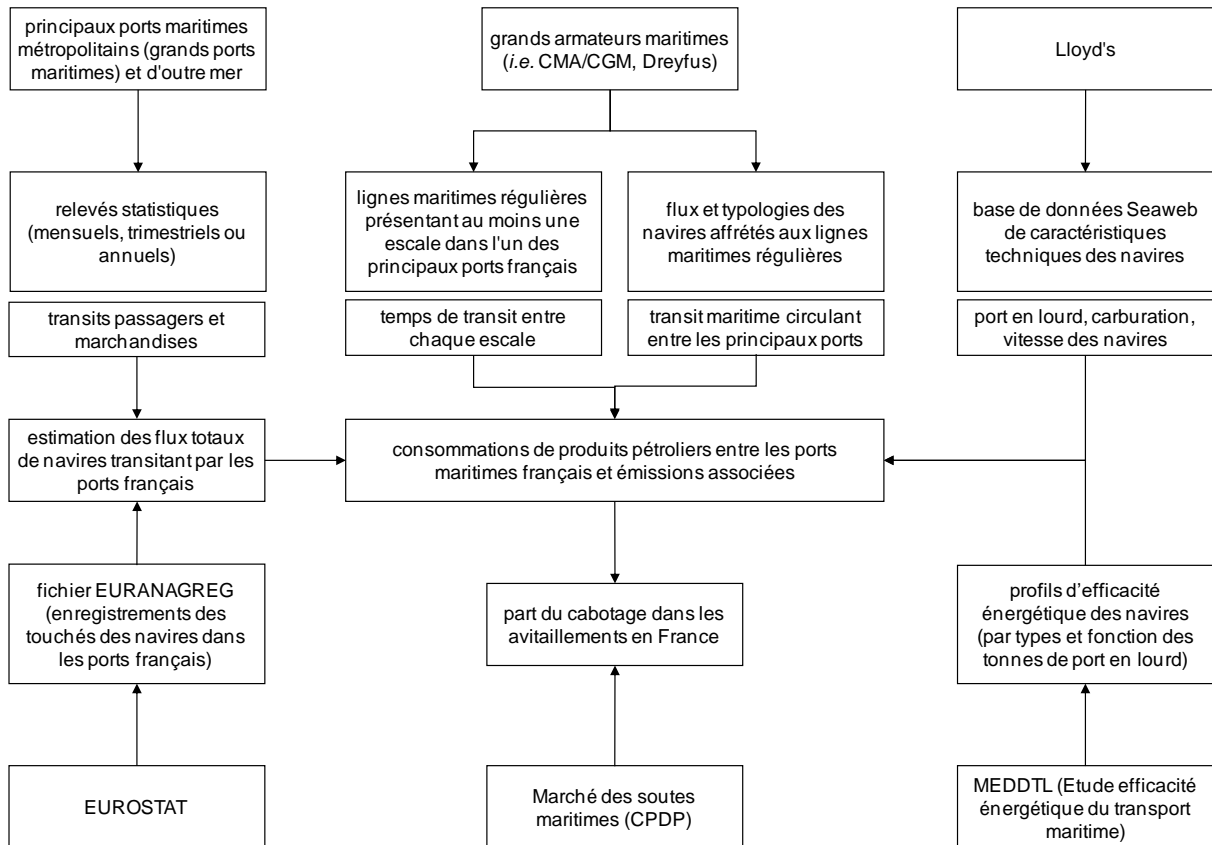 principaux ports maritimes
métropolitains (grands ports
maritimes) et d'outre mer
grands armateurs maritimes
(i.e. CMA/CGM, Dreyfus)
Lloyd's
relevés statistiques
(mensuels, trimestriels ou
annuels)
lignes maritimes régulières
présentant au moins une
escale dans l'un des
principaux ports français
flux et typologies des
navires affrétés aux lignes
maritimes régulières
base de données Seaweb
de caractéristiques
techniques des navires
transits passagers et
marchandises
temps de transit entre
chaque escale
transit maritime circulant
entre les principaux ports
port en lourd, carburation,
vitesse des navires
estimation des flux totaux
de navires transitant par les
ports français
consommations de produits pétroliers entre les ports
maritimes français et émissions associées
fichier EURANAGREG
(enregistrements des
touchés des navires dans
les ports français)
part du cabotage dans les
avitaillements en France
profils d’efficacité
énergétique des navires
(par types et fonction des
tonnes de port en lourd)
EUROSTAT
Marché des soutes
maritimes (CPDP)
MEDDTL (Etude efficacité
énergétique du transport
maritime)